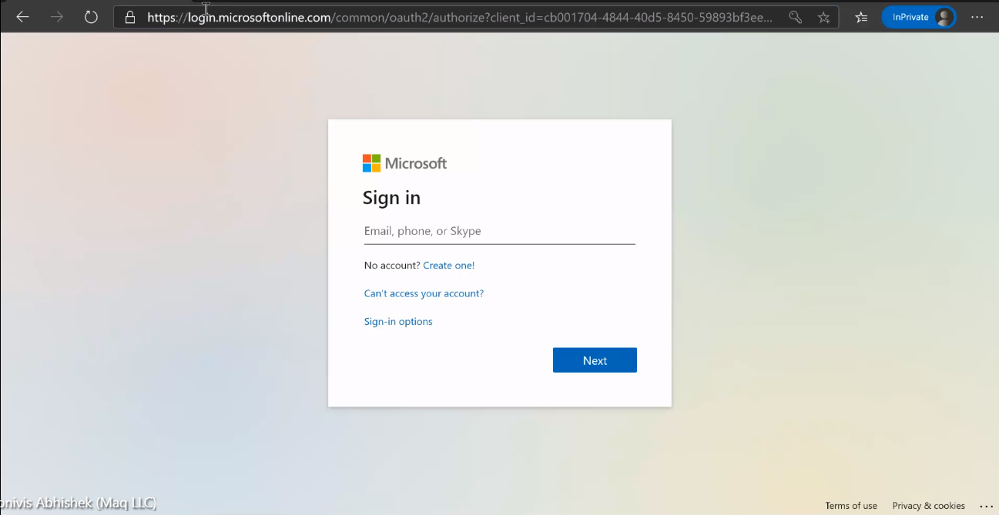 https://login.microsoftonline.com/common/oauth2/authorize?client_id=cb001704-4844-40d5-8450-59893bf3ee...
InPrivate
Microsoft
Sign in
Email, phone, or Skype
No account? Create one!
Can't access your account?
Sign-in options
Next
onivis Abhishek (Maq LLC)
Terms of use Privacy & cookies ...